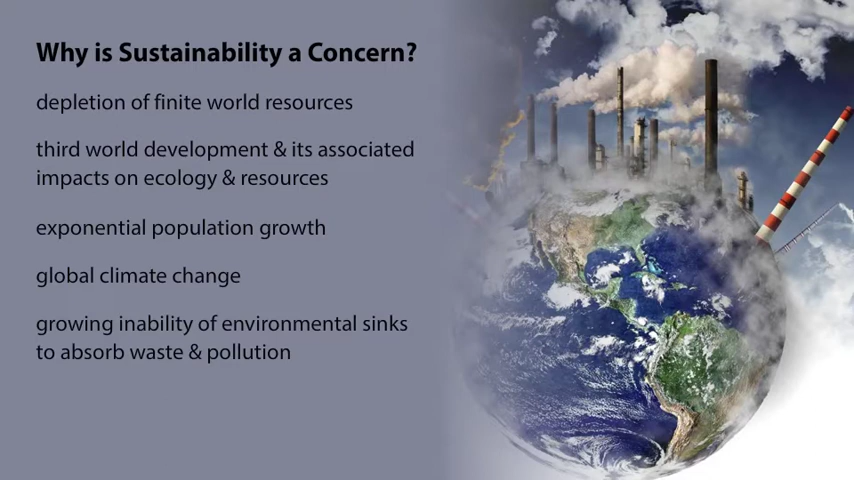 Why is Sustainability a Concern?
depletion of finite world resources
third world development & its associated
impacts on ecology & resources
exponential population growth
global climate change
growing inability of environmental sinks
to absorb waste & pollution